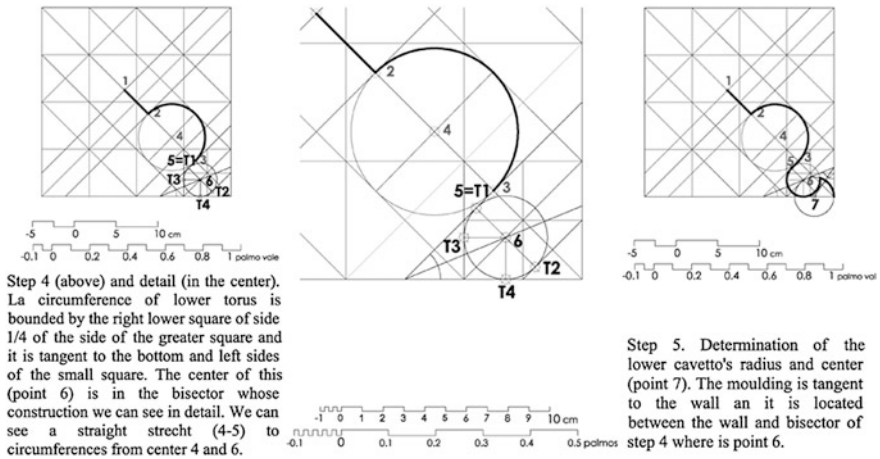 1
2
4
5=T1
3
T3
6
T2
T4
-5 0 5 10 cm
-0.1 0 0.2 0.4 0.6 0.8 1 palmo vale
Step 4 (above) and detail (in the center).
La circumference of lower torus is
bounded by the right lower square of side
1/4 of the side of the greater square and
it is tangent to the bottom and left sides
of the small square. The center of this
(point 6) is in the bisector whose
construction we can see in detail. We can
see a straight strecht (4-5) to
circumferences from center 4 and 6.
2
4
5=T1
3
T3
6
T2
T4
-1 0 1 2 3 4 5 6 7 8 9 10 cm
-0.1 0 0.1 0.2 0.3 0.4 0.5 palmos
1
2
4
3
5
6
7
-5 0 5 10 cm
-0.1 0 0.2 0.4 0.6 0.8 1 palmo val
Step 5. Determination of the
lower cavetto's radius and center
(point 7). The moulding is tangent
to the wall an it is located
between the wall and bisector of
step 4 where is point 6.